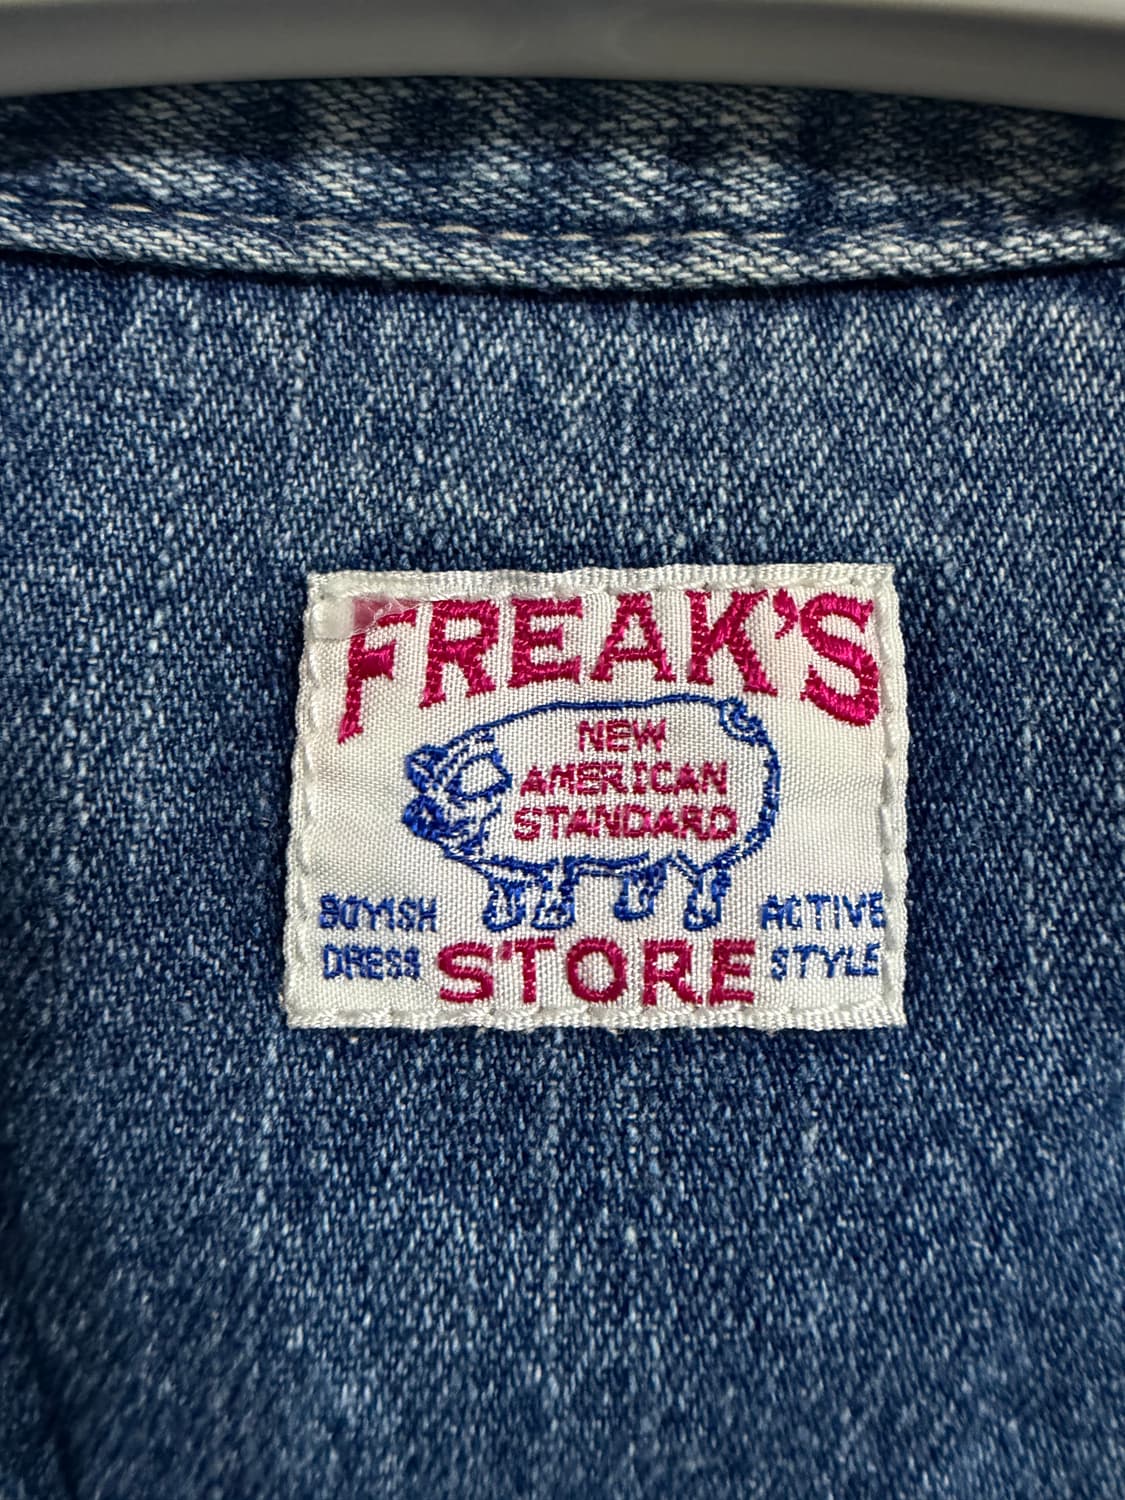 FREAK'S
NEW
AMERICAN
STANDARD
BOYISH
DRESS
STORE
ACTIVE
STYLE